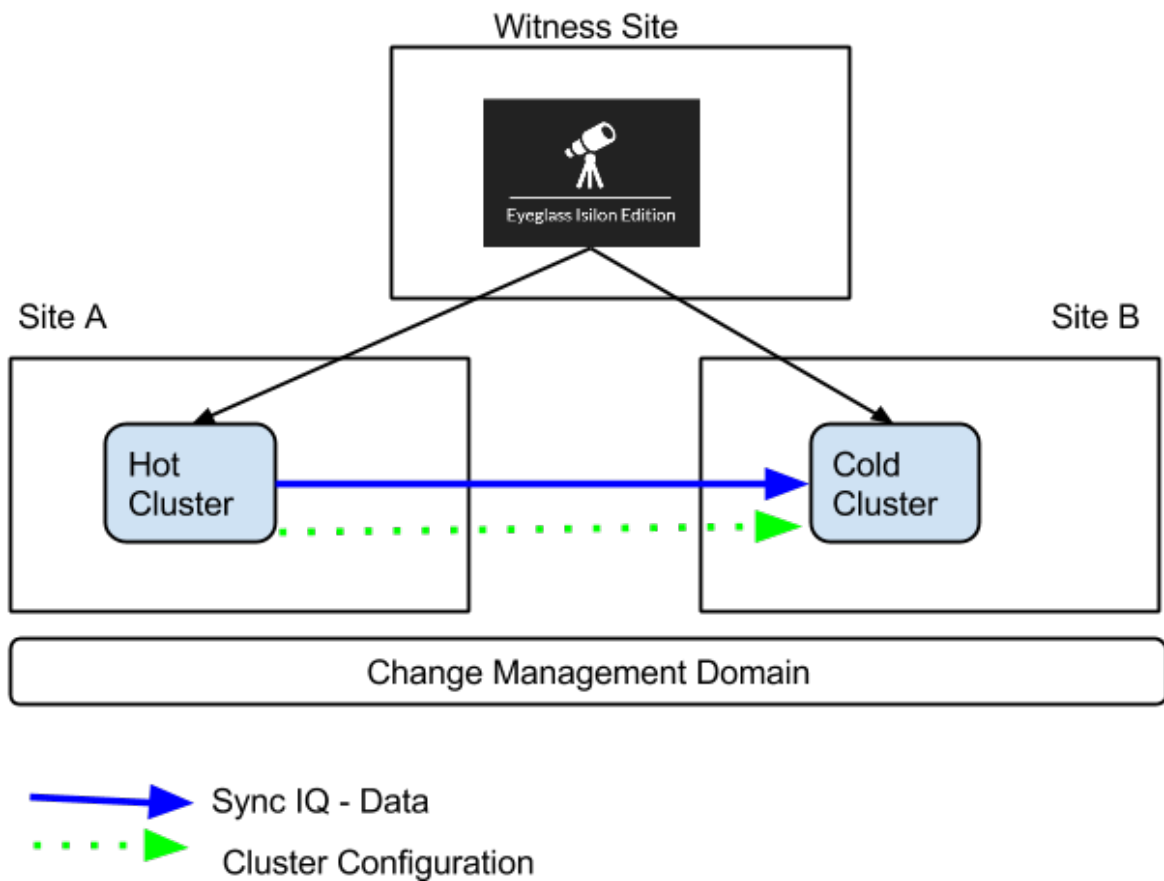 Witness Site
Eyeglass Isilon Edition
Site A
Site B
Hot
Cluster
Cold
Cluster
Change Management Domain
Sync IQ - Data
Cluster Configuration